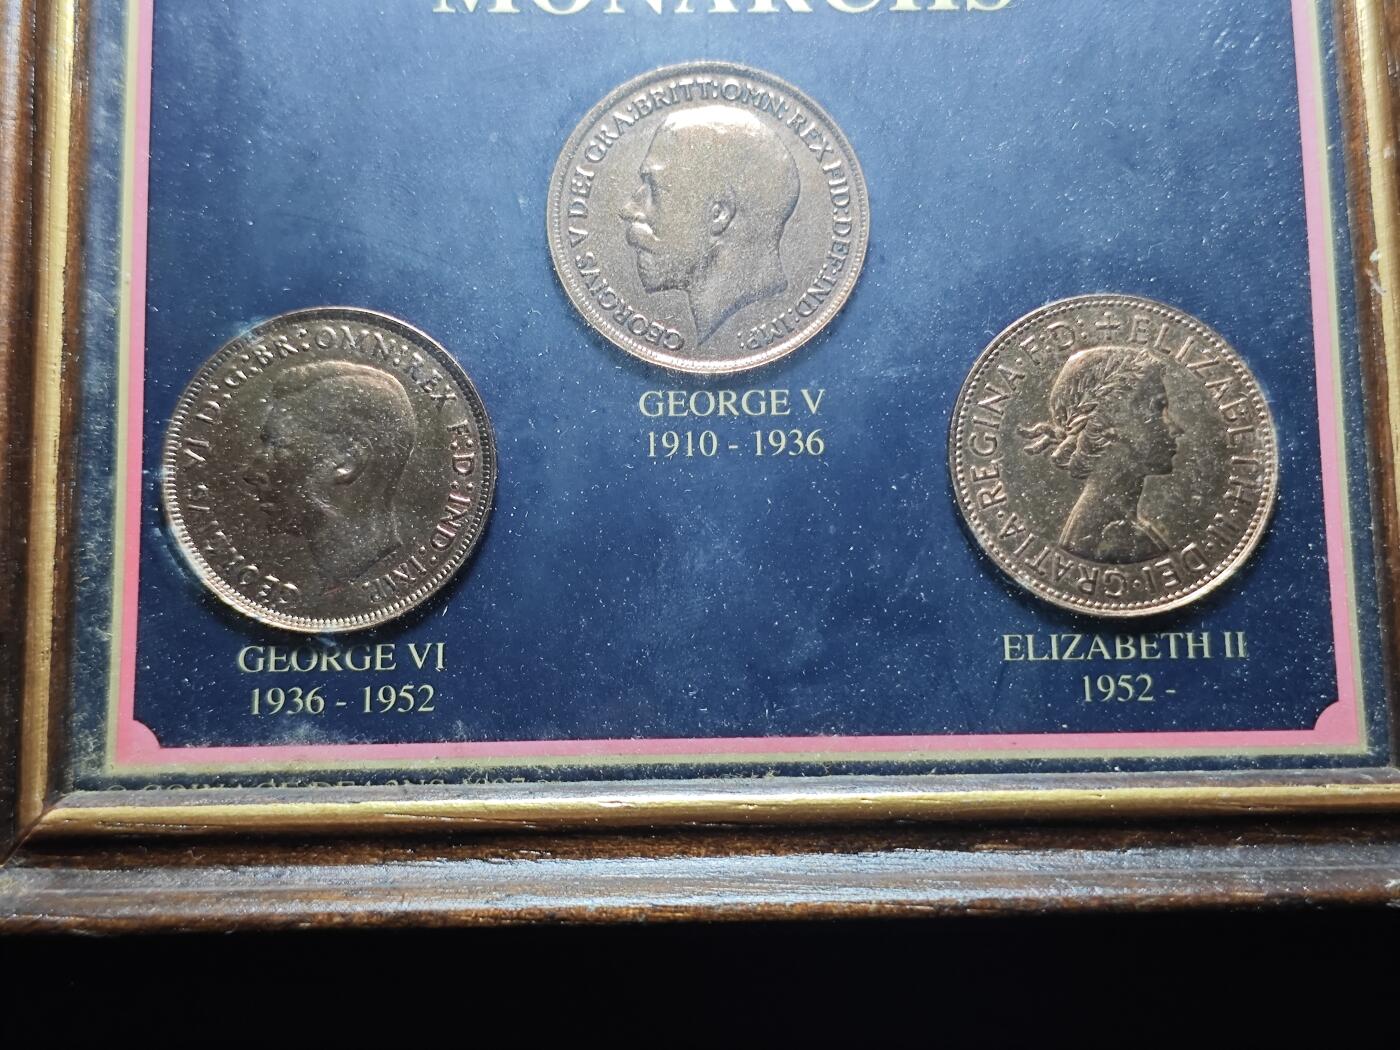 MONARCHS
GEORGIVS V DEI GRA:BRITT:OMN:REX FID:DEF:IND:IMP:
GEORGE V
1910 - 1936
GEORGIVS VI D:G:BR:OMN:REX F:D:IND:IMP.
GEORGE VI
1936 - 1952
+ELIZABETH·II·DEI·GRATIA·REGINA·F:D:
ELIZABETH II
1952 -